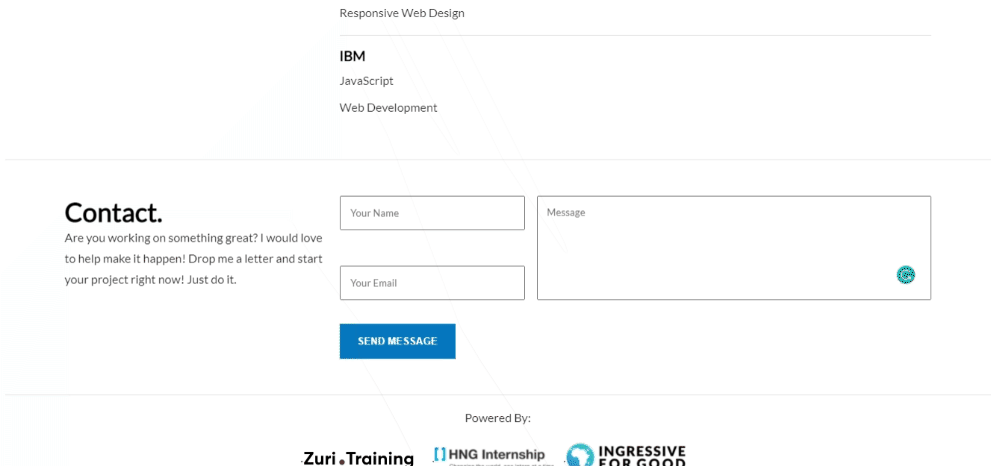 Responsive Web Design
IBM
JavaScript
Web Development
Contact.
Are you working on something great? I would love
to help make it happen! Drop me a letter and start
your project right now! Just do it.
Your Name
Message
Your Email
SEND MESSAGE
Powered By:
Zuri.Training
HNG Internship
INGRESSIVE
FOR GOOD